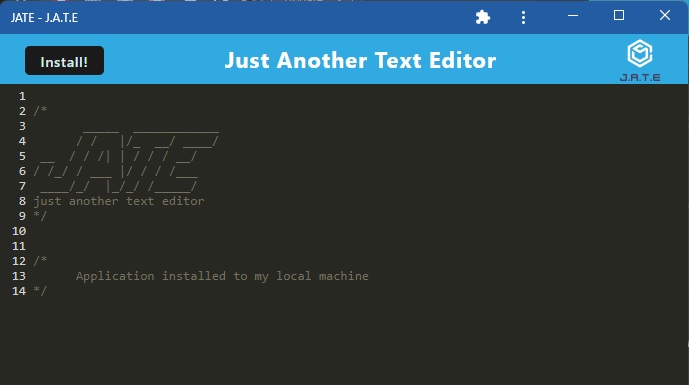 JATE - J.A.T.E
Install!
Just Another Text Editor
J.A.T.E
1
2 /*
3         _____  ____________
4        / /   |/_  __/ ____/
5   __  / / /| | / / / __/
6  / /_/ / ___ |/ / / /___
7   ____/_/  |_/_/ /_____/
8 just another text editor
9 */
10
11
12 /*
13       Application installed to my local machine
14 */